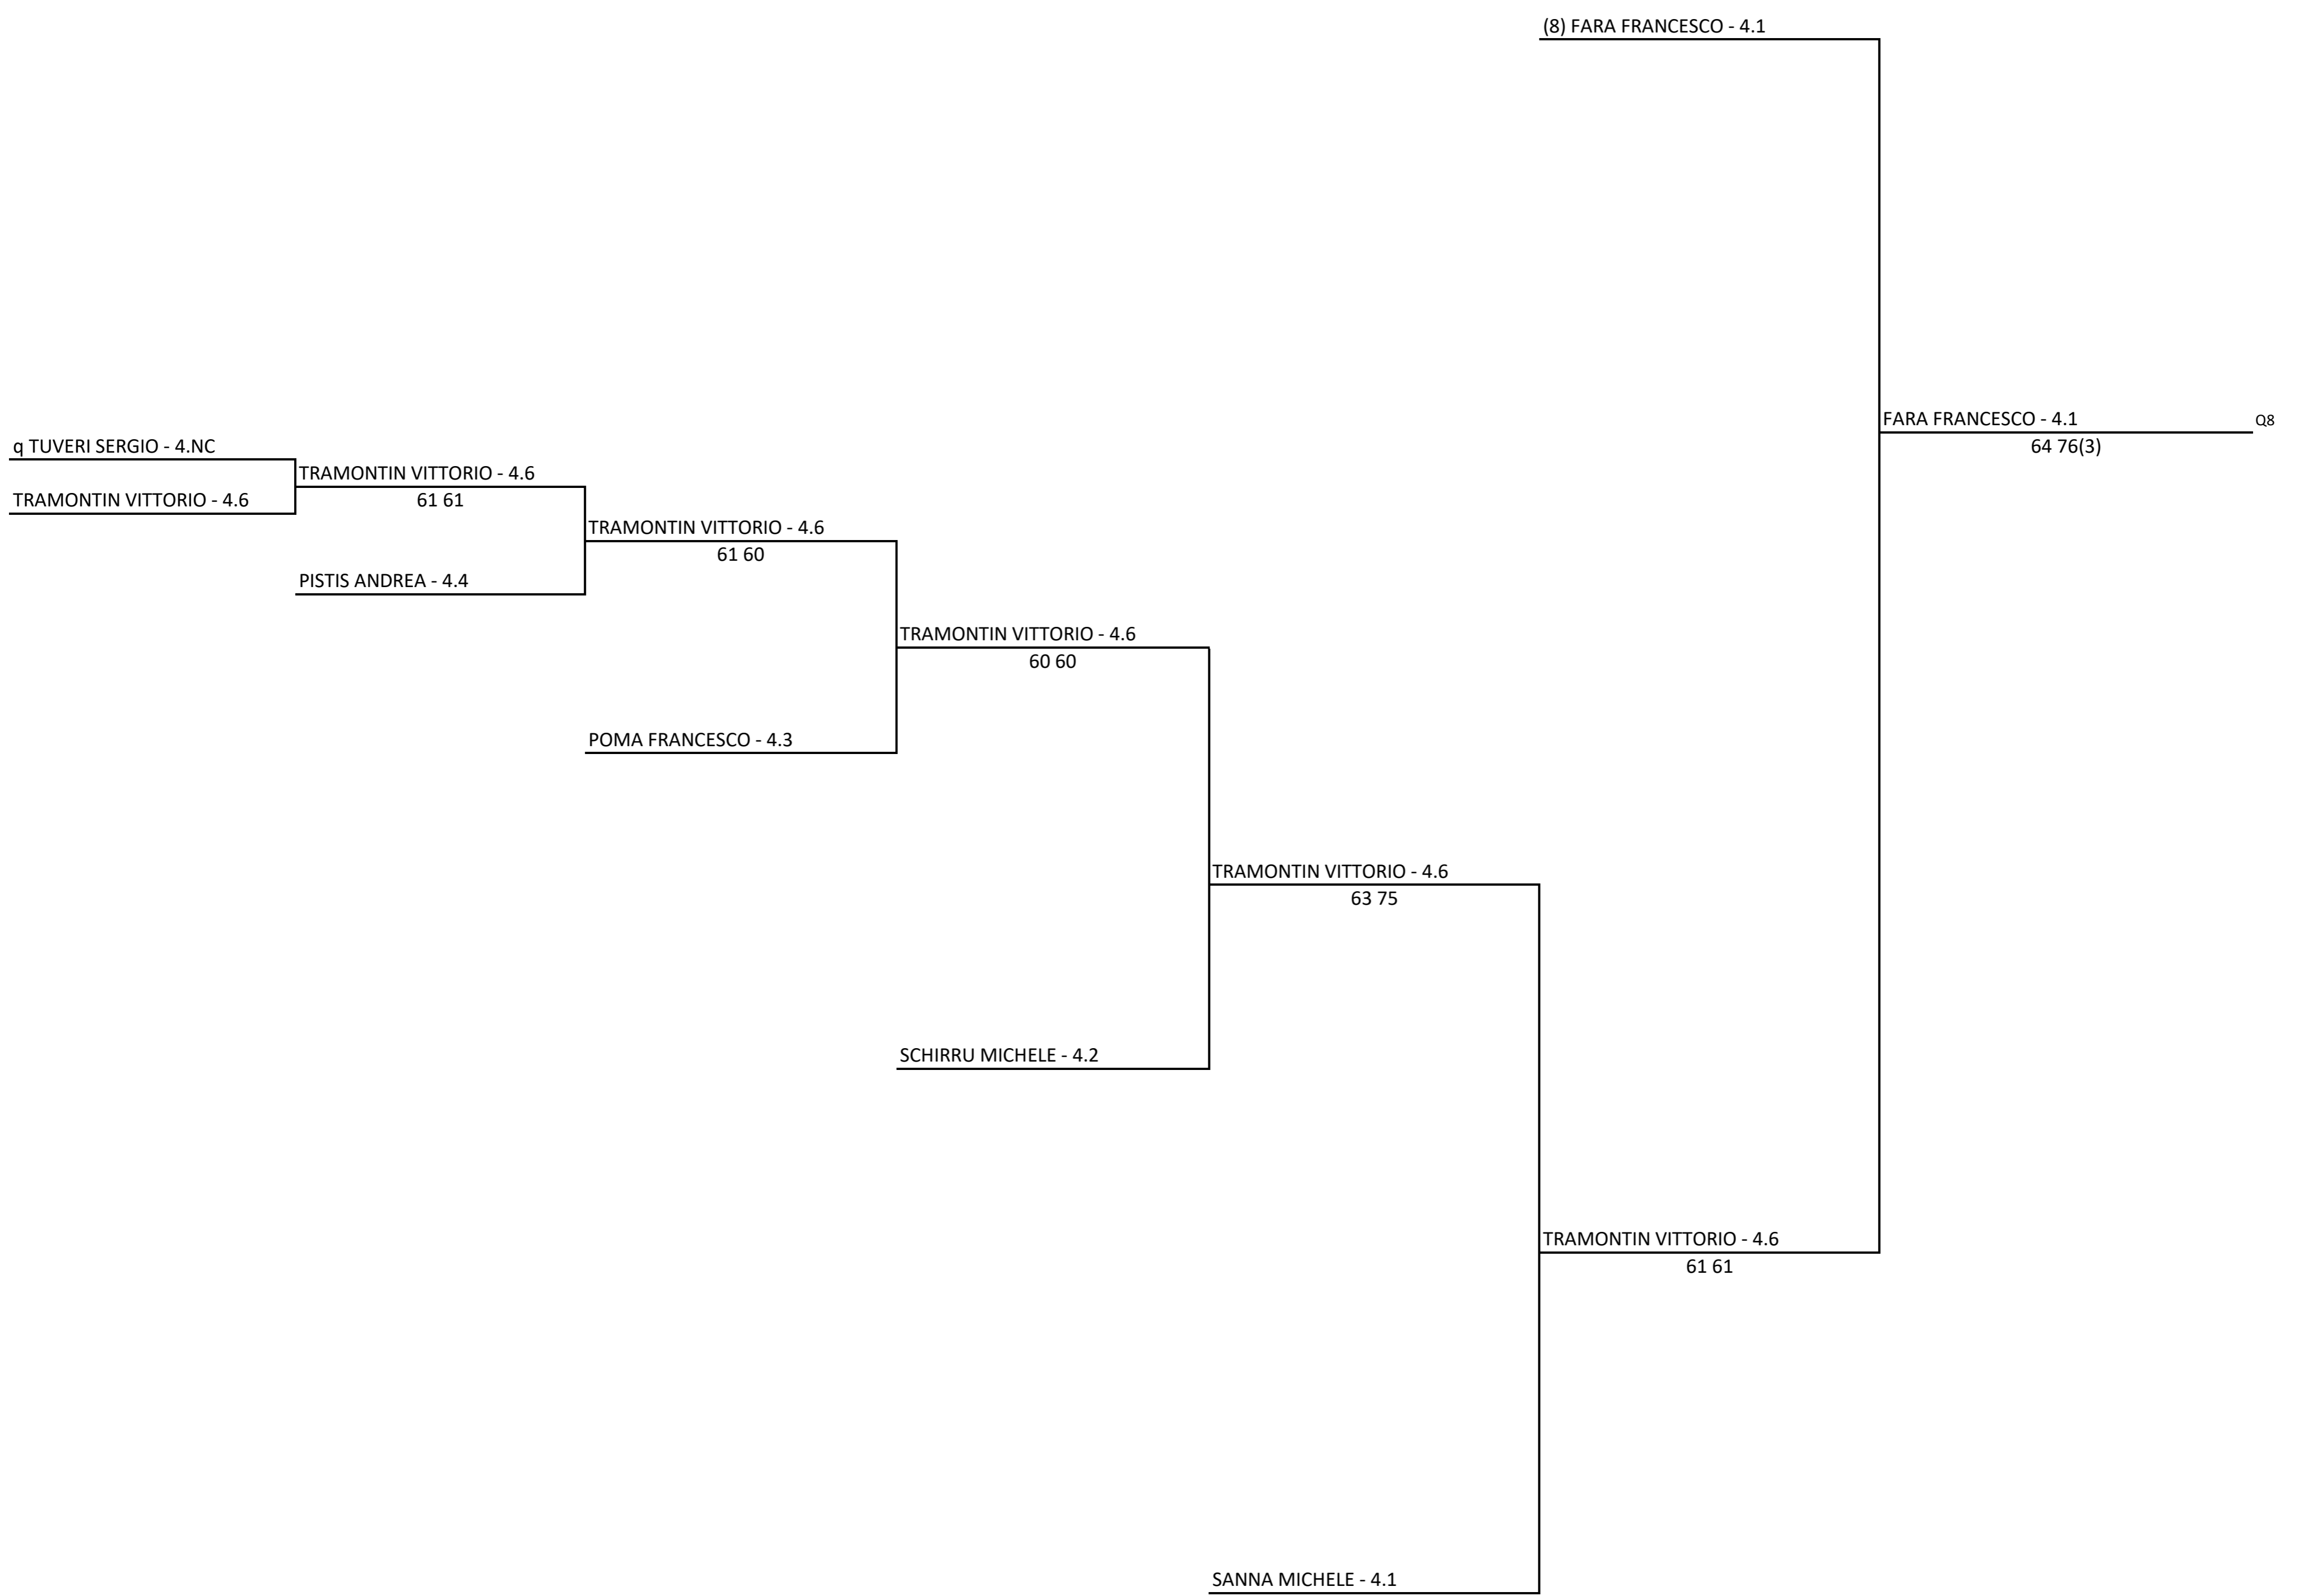 (8) FARA FRANCESCO - 4.1
FARA FRANCESCO - 4.1
Q8
64 76(3)
q TUVERI SERGIO - 4.NC
TRAMONTIN VITTORIO - 4.6
TRAMONTIN VITTORIO - 4.6
61 61
TRAMONTIN VITTORIO - 4.6
61 60
PISTIS ANDREA - 4.4
TRAMONTIN VITTORIO - 4.6
60 60
POMA FRANCESCO - 4.3
TRAMONTIN VITTORIO - 4.6
63 75
SCHIRRU MICHELE - 4.2
TRAMONTIN VITTORIO - 4.6
61 61
SANNA MICHELE - 4.1